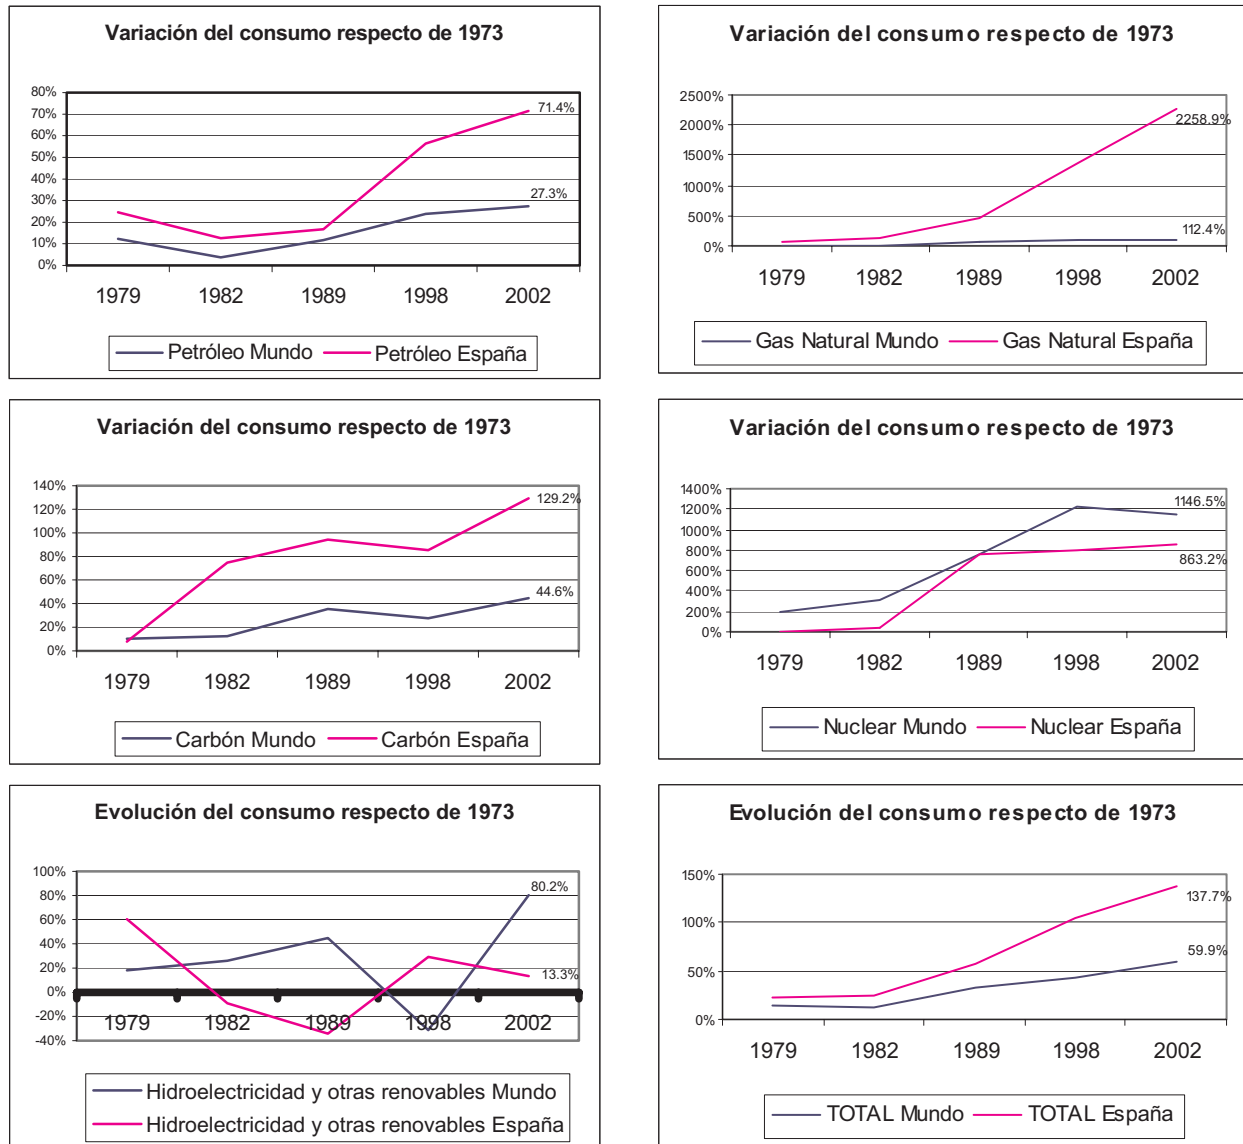 Variación del consumo respecto de 1973
80%
70%
60%
50%
40%
30%
20%
10%
0%
71.4%
27.3%
1979 1982 1989 1998 2002
Petróleo Mundo Petróleo España
Variación del consumo respecto de 1973
2500%
2000%
1500%
1000%
500%
0%
2258.9%
112.4%
1979 1982 1989 1998 2002
Gas Natural Mundo Gas Natural España
Variación del consumo respecto de 1973
140%
120%
100%
80%
60%
40%
20%
0%
129.2%
44.6%
1979 1982 1989 1998 2002
Carbón Mundo Carbón España
Variación del consumo respecto de 1973
1400%
1200%
1000%
800%
600%
400%
200%
0%
1146.5%
863.2%
1979 1982 1989 1998 2002
Nuclear Mundo Nuclear España
Evolución del consumo respecto de 1973
100%
80%
60%
40%
20%
0%
-20%
-40%
80.2%
13.3%
1979 1982 1989 1998 2002
Hidroelectricidad y otras renovables Mundo
Hidroelectricidad y otras renovables España
Evolución del consumo respecto de 1973
150%
100%
50%
0%
137.7%
59.9%
1979 1982 1989 1998 2002
TOTAL Mundo TOTAL España